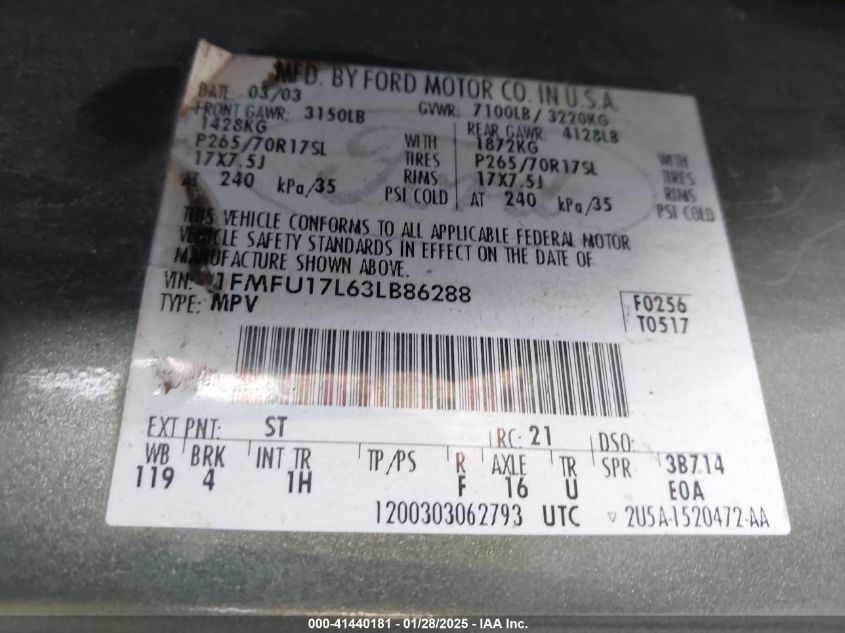 MFD. BY FORD MOTOR CO. IN U.S.A.
DATE: 03/03 GVWR: 7100LB / 3220KG
FRONT GAWR: 3150LB REAR GAWR: 4128LB
1428KG WITH 1872KG WITH
P265/70R17SL TIRES P265/70R17SL TIRES
17X7.5J RIMS 17X7.5J RIMS
AT 240 kPa/35 PSI COLD AT 240 kPa/35 PSI COLD
Ford
THIS VEHICLE CONFORMS TO ALL APPLICABLE FEDERAL MOTOR
VEHICLE SAFETY STANDARDS IN EFFECT ON THE DATE OF
MANUFACTURE SHOWN ABOVE.
VIN: 1FMFU17L63LB86288 F0256
TYPE: MPV T0517
EXT PNT: ST RC: 21 DSO:
WB BRK INT TR TP/PS R AXLE TR SPR 3B714
119 4 1H F 16 U E0A
1200303062793 UTC ▽ 2U5A-1520472-AA
000-41440181 - 01/28/2025 - IAA Inc.